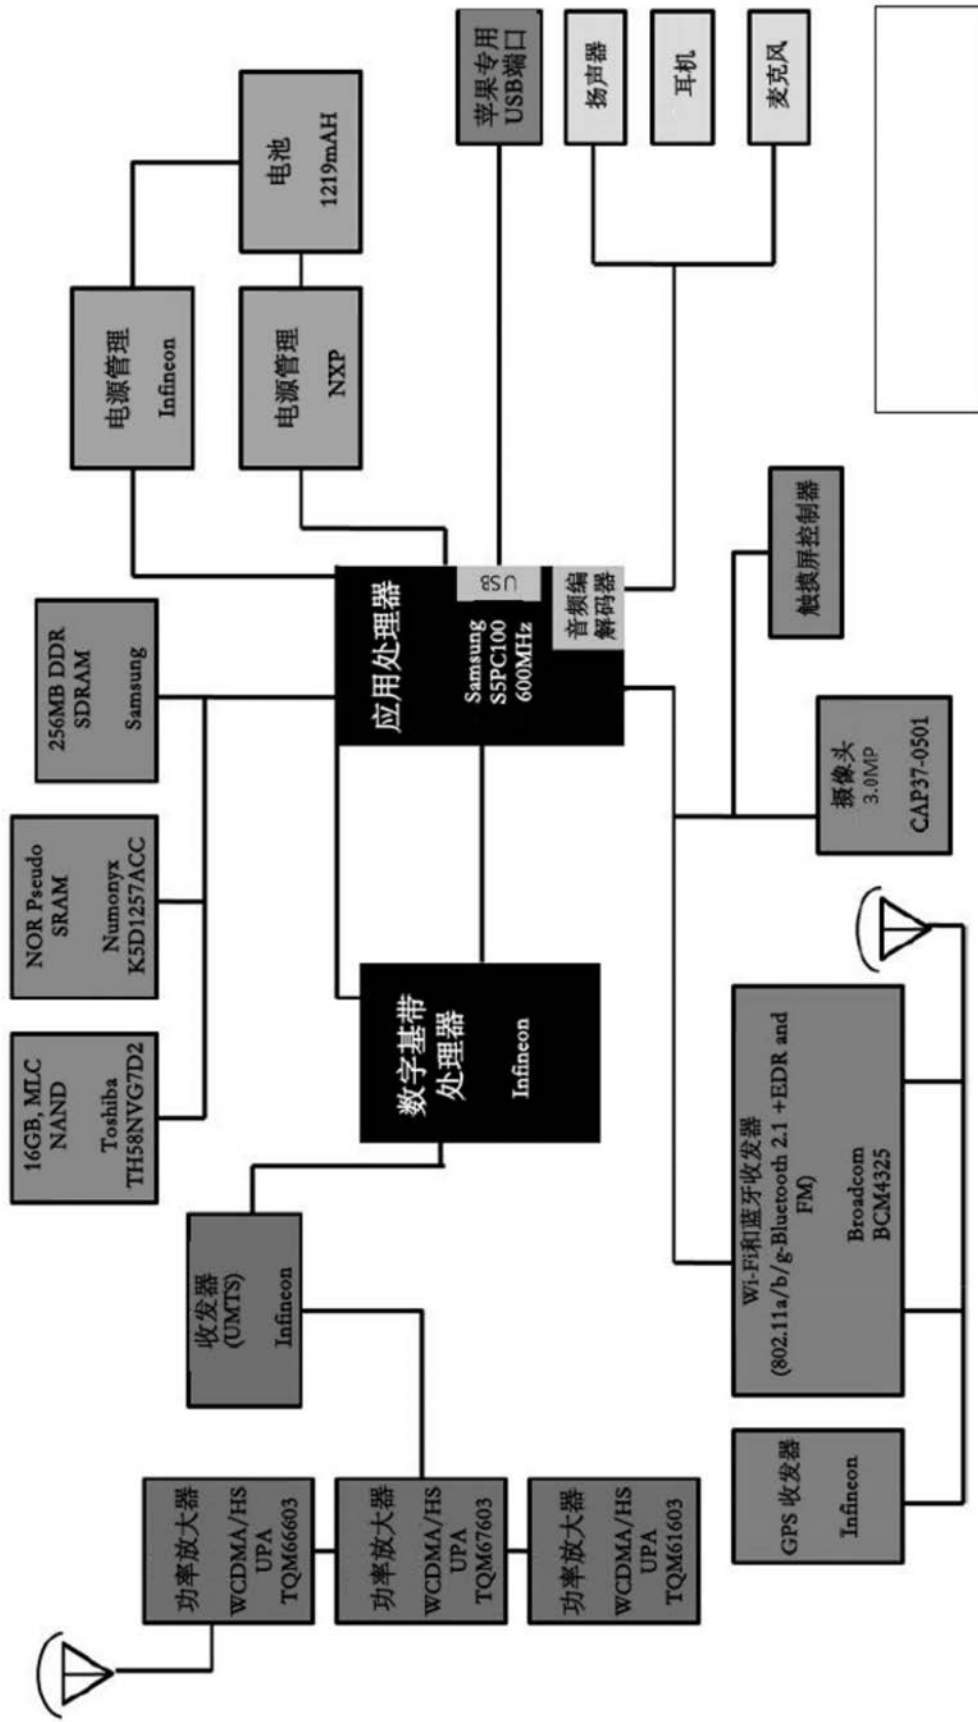 16GB, MLC
NAND
Toshiba
TH58NVG7D2
NOR Pseudo
SRAM
Numonyx
K5D1257ACC
256MB DDR
SDRAM
Samsung
电源管理
Infineon
电池
1219mAH
电源管理
NXP
功率放大器
WCDMA/HS
UPA
TQM66603
收发器
(UMTS)
Infineon
功率放大器
WCDMA/HS
UPA
TQM67603
数字基带
处理器
Infineon
应用处理器
Samsung
S5PC100
600MHz
USB
音频编
解码器
苹果专用
USB端口
扬声器
耳机
麦克风
功率放大器
WCDMA/HS
UPA
TQM61603
GPS 收发器
Infineon
Wi-Fi和蓝牙收发器
(802.11a/b/g-Bluetooth 2.1 +EDR and
FM)
Broadcom
BCM4325
摄像头
3.0MP
CAP37-0501
触摸屏控制器